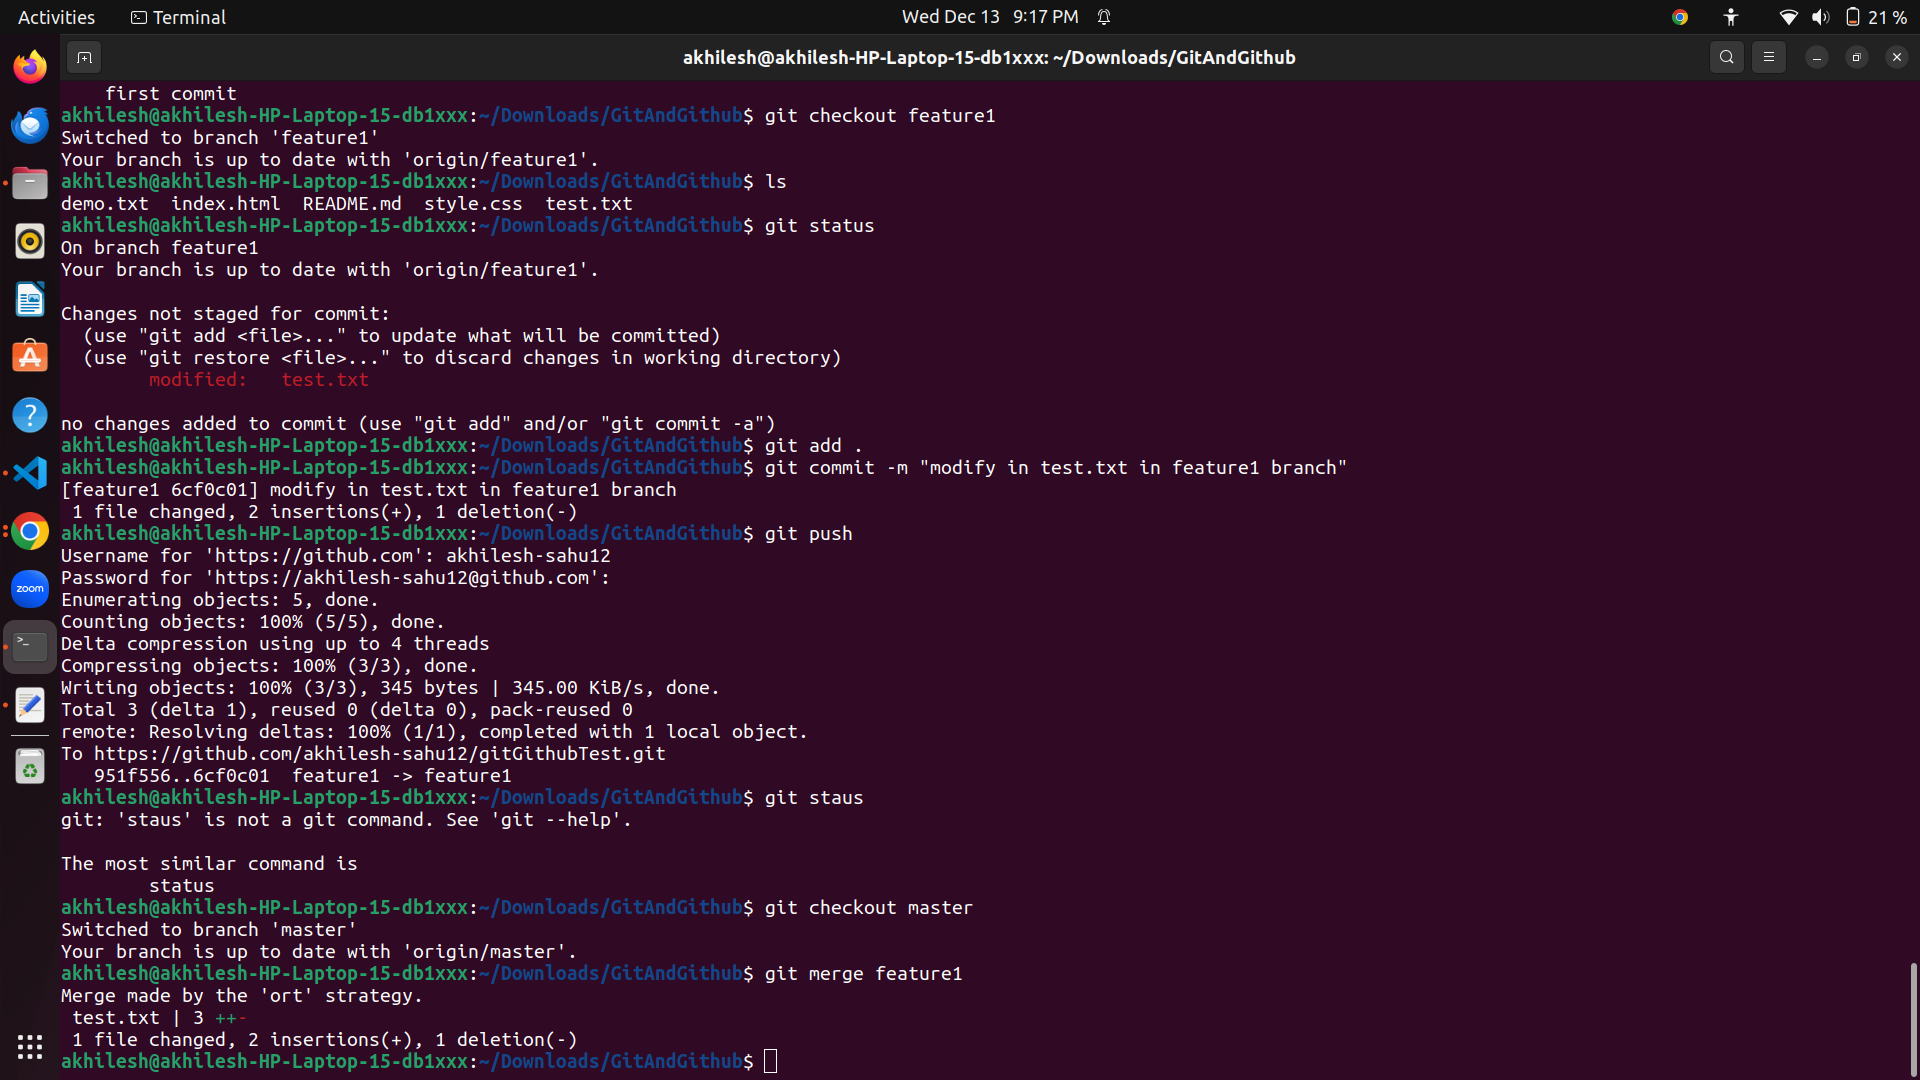 Activities
Terminal
Wed Dec 13 9:17 PM
21 %
akhilesh@akhilesh-HP-Laptop-15-db1xxx: ~/Downloads/GitAndGithub
first commit
akhilesh@akhilesh-HP-Laptop-15-db1xxx:~/Downloads/GitAndGithub$ git checkout feature1
Switched to branch 'feature1'
Your branch is up to date with 'origin/feature1'.
akhilesh@akhilesh-HP-Laptop-15-db1xxx:~/Downloads/GitAndGithub$ ls
demo.txt  index.html  README.md  style.css  test.txt
akhilesh@akhilesh-HP-Laptop-15-db1xxx:~/Downloads/GitAndGithub$ git status
On branch feature1
Your branch is up to date with 'origin/feature1'.
Changes not staged for commit:
  (use "git add <file>..." to update what will be committed)
  (use "git restore <file>..." to discard changes in working directory)
        modified:   test.txt
no changes added to commit (use "git add" and/or "git commit -a")
akhilesh@akhilesh-HP-Laptop-15-db1xxx:~/Downloads/GitAndGithub$ git add .
akhilesh@akhilesh-HP-Laptop-15-db1xxx:~/Downloads/GitAndGithub$ git commit -m "modify in test.txt in feature1 branch"
[feature1 6cf0c01] modify in test.txt in feature1 branch
 1 file changed, 2 insertions(+), 1 deletion(-)
akhilesh@akhilesh-HP-Laptop-15-db1xxx:~/Downloads/GitAndGithub$ git push
Username for 'https://github.com': akhilesh-sahu12
Password for 'https://akhilesh-sahu12@github.com':
Enumerating objects: 5, done.
Counting objects: 100% (5/5), done.
Delta compression using up to 4 threads
Compressing objects: 100% (3/3), done.
Writing objects: 100% (3/3), 345 bytes | 345.00 KiB/s, done.
Total 3 (delta 1), reused 0 (delta 0), pack-reused 0
remote: Resolving deltas: 100% (1/1), completed with 1 local object.
To https://github.com/akhilesh-sahu12/gitGithubTest.git
   951f556..6cf0c01  feature1 -> feature1
akhilesh@akhilesh-HP-Laptop-15-db1xxx:~/Downloads/GitAndGithub$ git staus
git: 'staus' is not a git command. See 'git --help'.
The most similar command is
        status
akhilesh@akhilesh-HP-Laptop-15-db1xxx:~/Downloads/GitAndGithub$ git checkout master
Switched to branch 'master'
Your branch is up to date with 'origin/master'.
akhilesh@akhilesh-HP-Laptop-15-db1xxx:~/Downloads/GitAndGithub$ git merge feature1
Merge made by the 'ort' strategy.
 test.txt | 3 ++-
 1 file changed, 2 insertions(+), 1 deletion(-)
akhilesh@akhilesh-HP-Laptop-15-db1xxx:~/Downloads/GitAndGithub$
zoom